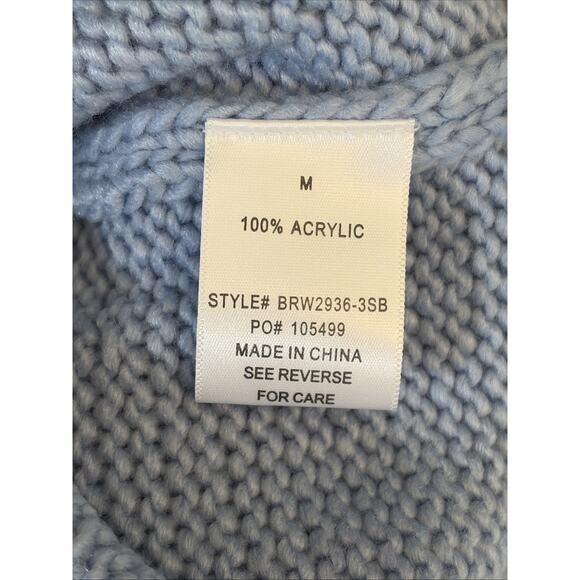 M
100% ACRYLIC
STYLE# BRW2936-3SB
PO# 105499
MADE IN CHINA
SEE REVERSE
FOR CARE